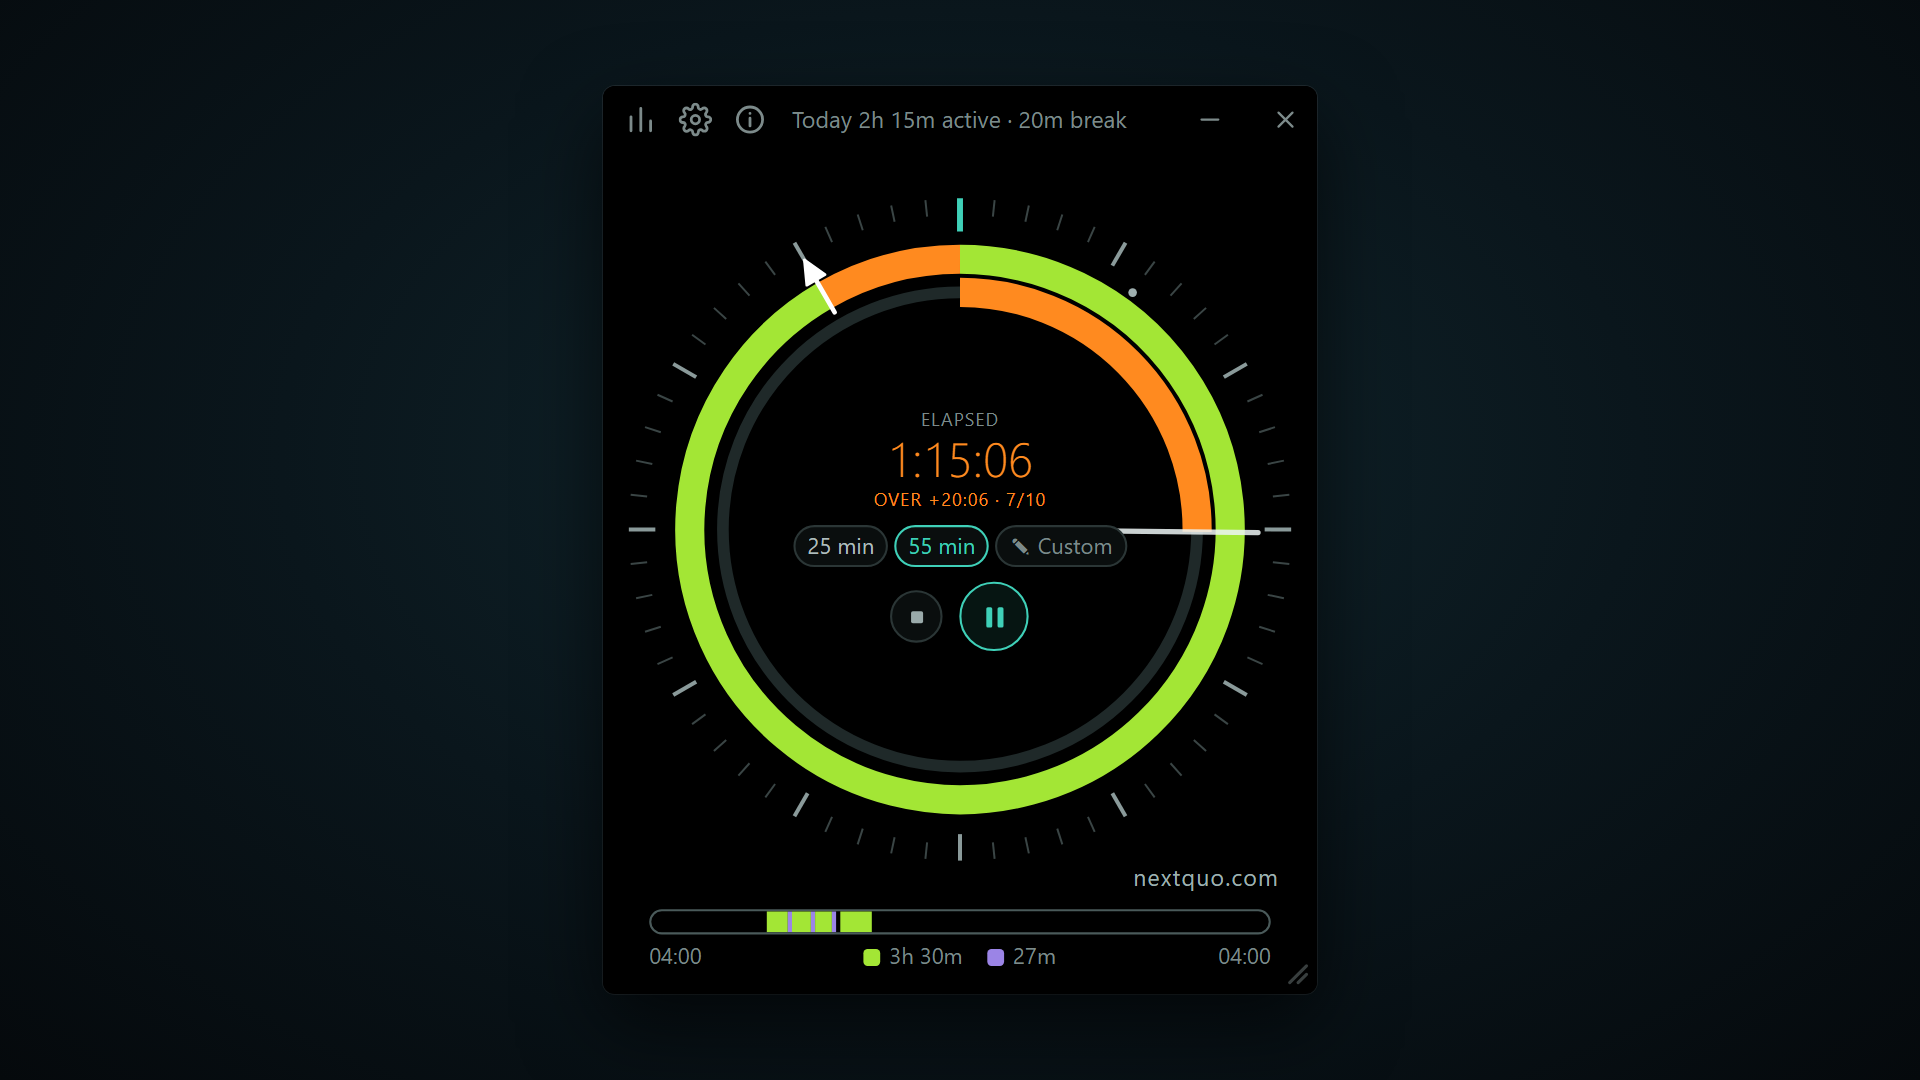 Today 2h 15m active · 20m break
ELAPSED
1:15:06
OVER +20:06 · 7/10
25 min 55 min Custom
nextquo.com
04:00 3h 30m 27m 04:00